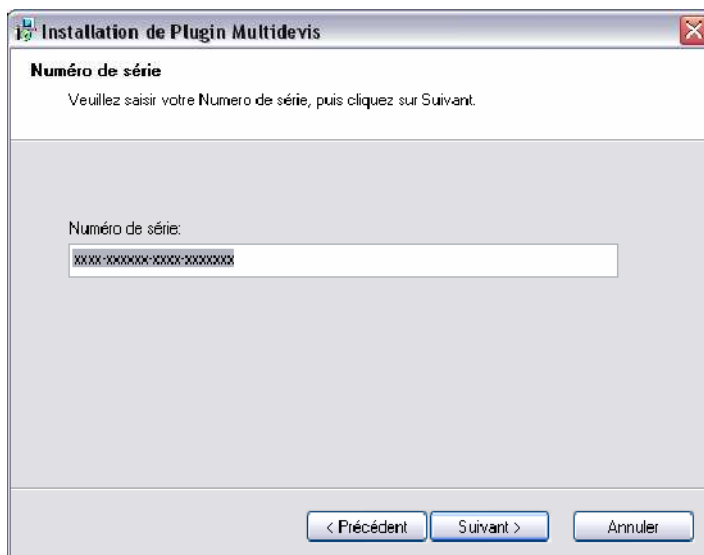 Installation de Plugin Multidevis
Numéro de série
Veuillez saisir votre Numero de série, puis cliquez sur Suivant.
Numéro de série:
xxxx-xxxxxx-xxxx-xxxxxxx
< Précédent
Suivant >
Annuler